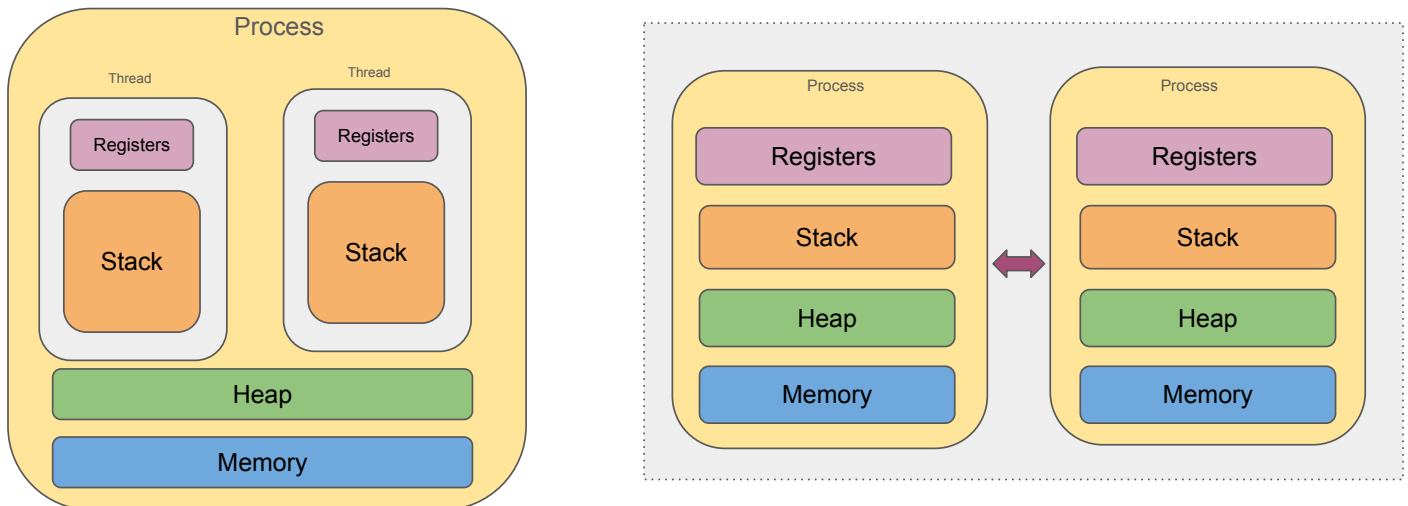 Process
Thread
Thread
Registers
Registers
Stack
Stack
Heap
Memory
Process
Process
Registers
Registers
Stack
Stack
Heap
Heap
Memory
Memory